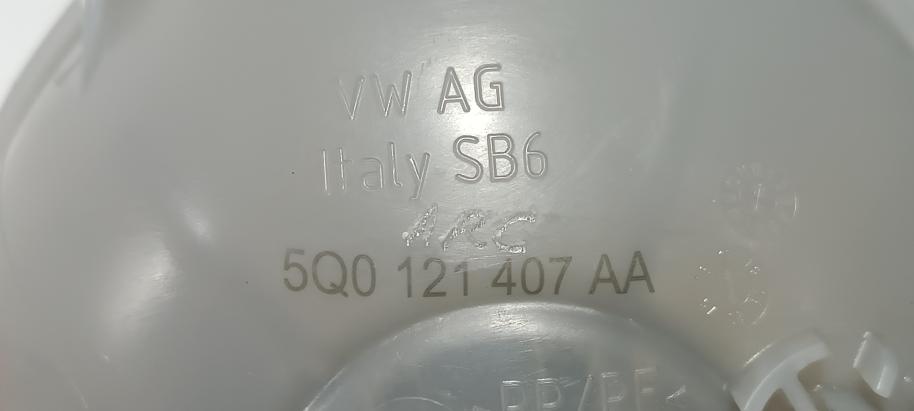 VW AG
Italy SB6
ARC
5Q0 121 407 AA